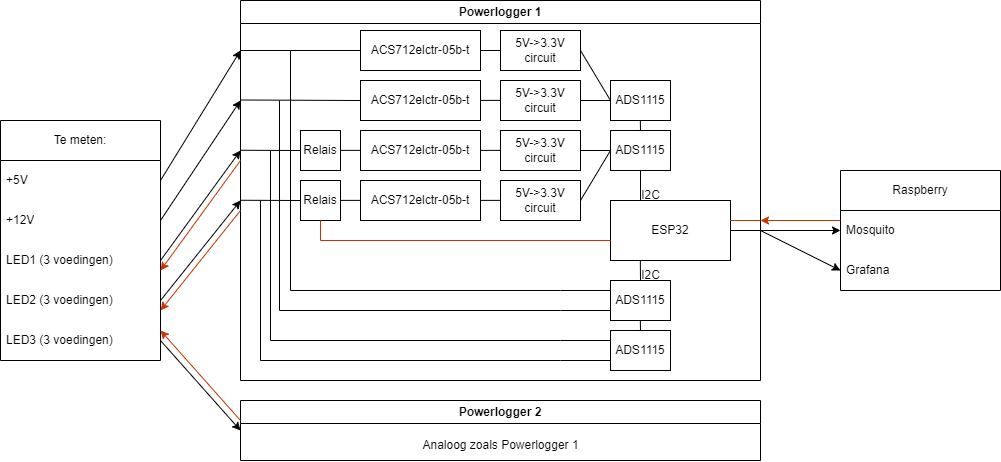 Powerlogger 1
ACS712elctr-05b-t
5V->3.3V
circuit
ACS712elctr-05b-t
5V->3.3V
circuit
ADS1115
Relais
ACS712elctr-05b-t
5V->3.3V
circuit
ADS1115
Relais
ACS712elctr-05b-t
5V->3.3V
circuit
I2C
ESP32
I2C
ADS1115
ADS1115
Te meten:
+5V
+12V
LED1 (3 voedingen)
LED2 (3 voedingen)
LED3 (3 voedingen)
Raspberry
Mosquito
Grafana
Powerlogger 2
Analoog zoals Powerlogger 1